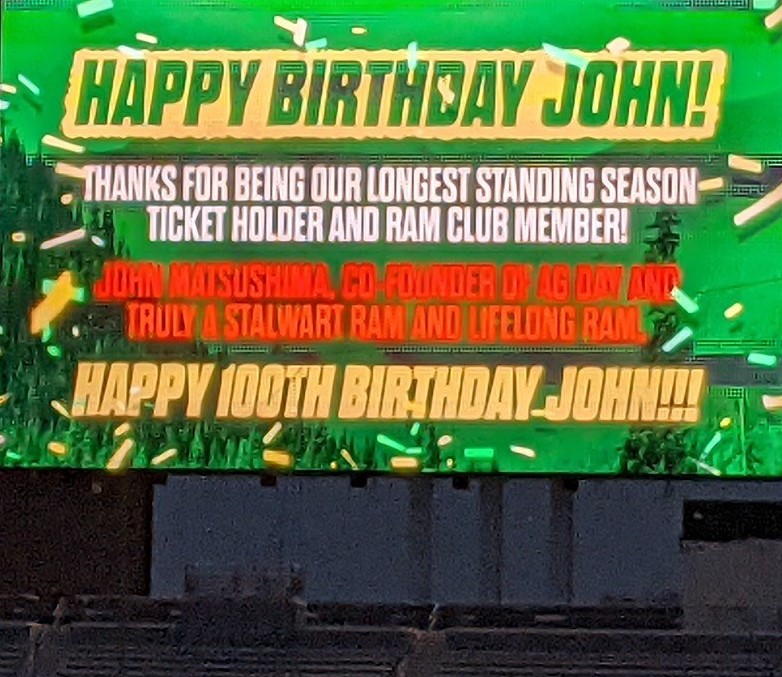 HAPPY BIRTHDAY JOHN!
THANKS FOR BEING OUR LONGEST STANDING SEASON
TICKET HOLDER AND RAM CLUB MEMBER!
JOHN MATSUSHIMA, CO-FOUNDER OF AG DAY AND
TRULY A STALWART RAM AND LIFELONG RAM.
HAPPY 100TH BIRTHDAY JOHN!!!